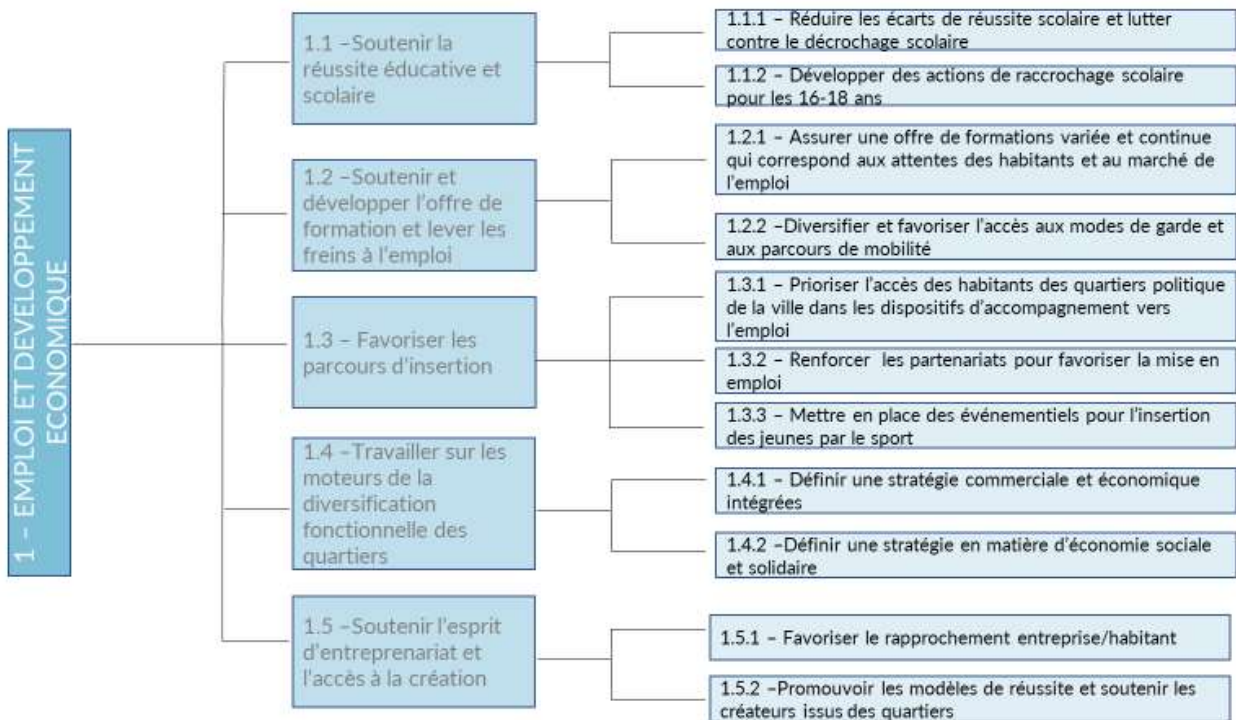 1 – EMPLOI ET DEVELOPPEMENT
ECONOMIQUE
1.1 –Soutenir la
réussite éducative et
scolaire
1.1.1 – Réduire les écarts de réussite scolaire et lutter
contre le décrochage scolaire
1.1.2 – Développer des actions de raccrochage scolaire
pour les 16-18 ans
1.2 – Soutenir et
développer l'offre de
formation et lever les
freins à l'emploi
1.2.1 – Assurer une offre de formations variée et continue
qui correspond aux attentes des habitants et au marché de
l'emploi
1.2.2 –Diversifier et favoriser l'accès aux modes de garde et
aux parcours de mobilité
1.3 – Favoriser les
parcours d'insertion
1.3.1 – Prioriser l'accès des habitants des quartiers politique
de la ville dans les dispositifs d'accompagnement vers
l'emploi
1.3.2 – Renforcer les partenariats pour favoriser la mise en
emploi
1.3.3 – Mettre en place des événementiels pour l'insertion
des jeunes par le sport
1.4 – Travailler sur les
moteurs de la
diversification
fonctionnelle des
quartiers
1.4.1 – Définir une stratégie commerciale et économique
intégrées
1.4.2 –Définir une stratégie en matière d'économie sociale
et solidaire
1.5 –Soutenir l'esprit
d'entreprenariat et
l'accès à la création
1.5.1 – Favoriser le rapprochement entreprise/habitant
1.5.2 –Promouvoir les modèles de réussite et soutenir les
créateurs issus des quartiers